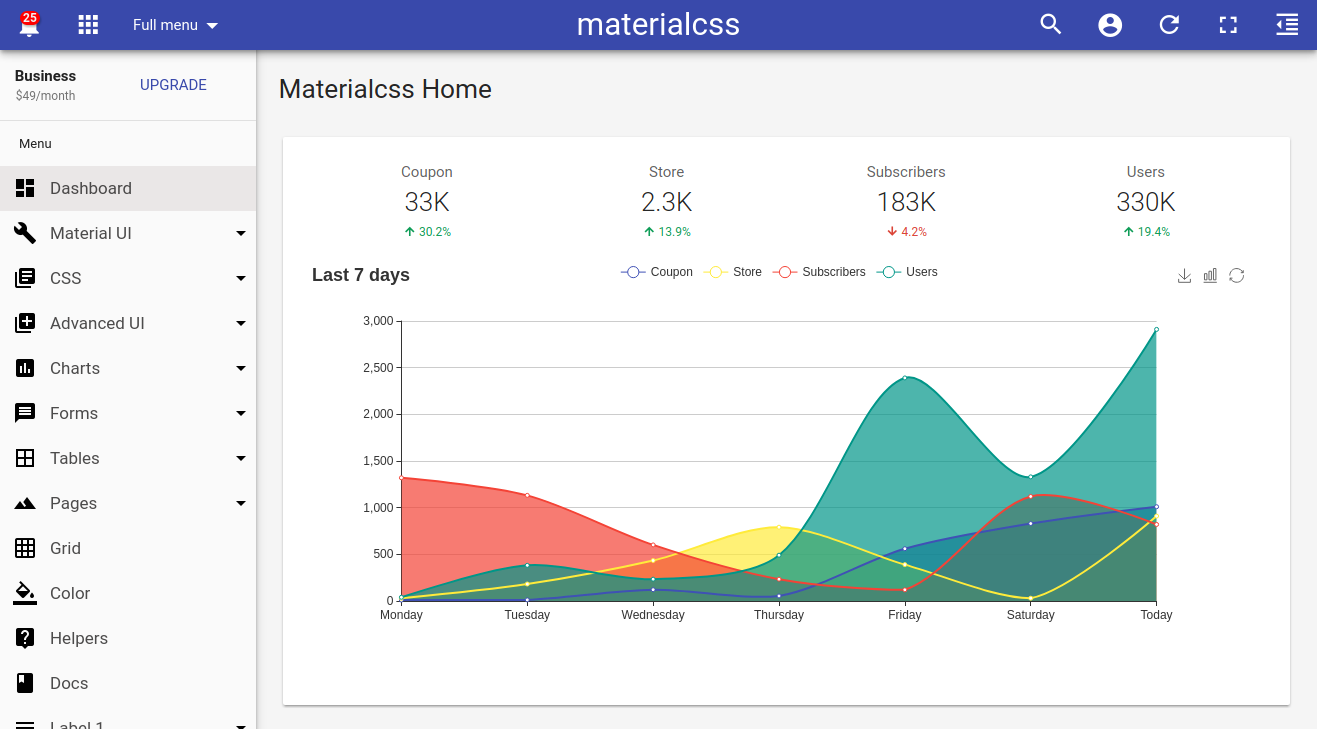 25
Full menu
materialcss
Business
$49/month
UPGRADE
Menu
Dashboard
Material UI
CSS
Advanced UI
Charts
Forms
Tables
Pages
Grid
Color
Helpers
Docs
Label 1
Materialcss Home
Coupon Store Subscribers Users
33K 2.3K 183K 330K
30.2% 13.9% 4.2% 19.4%
Last 7 days
Coupon Store Subscribers Users
3,000
2,500
2,000
1,500
1,000
500
0
Monday Tuesday Wednesday Thursday Friday Saturday Today